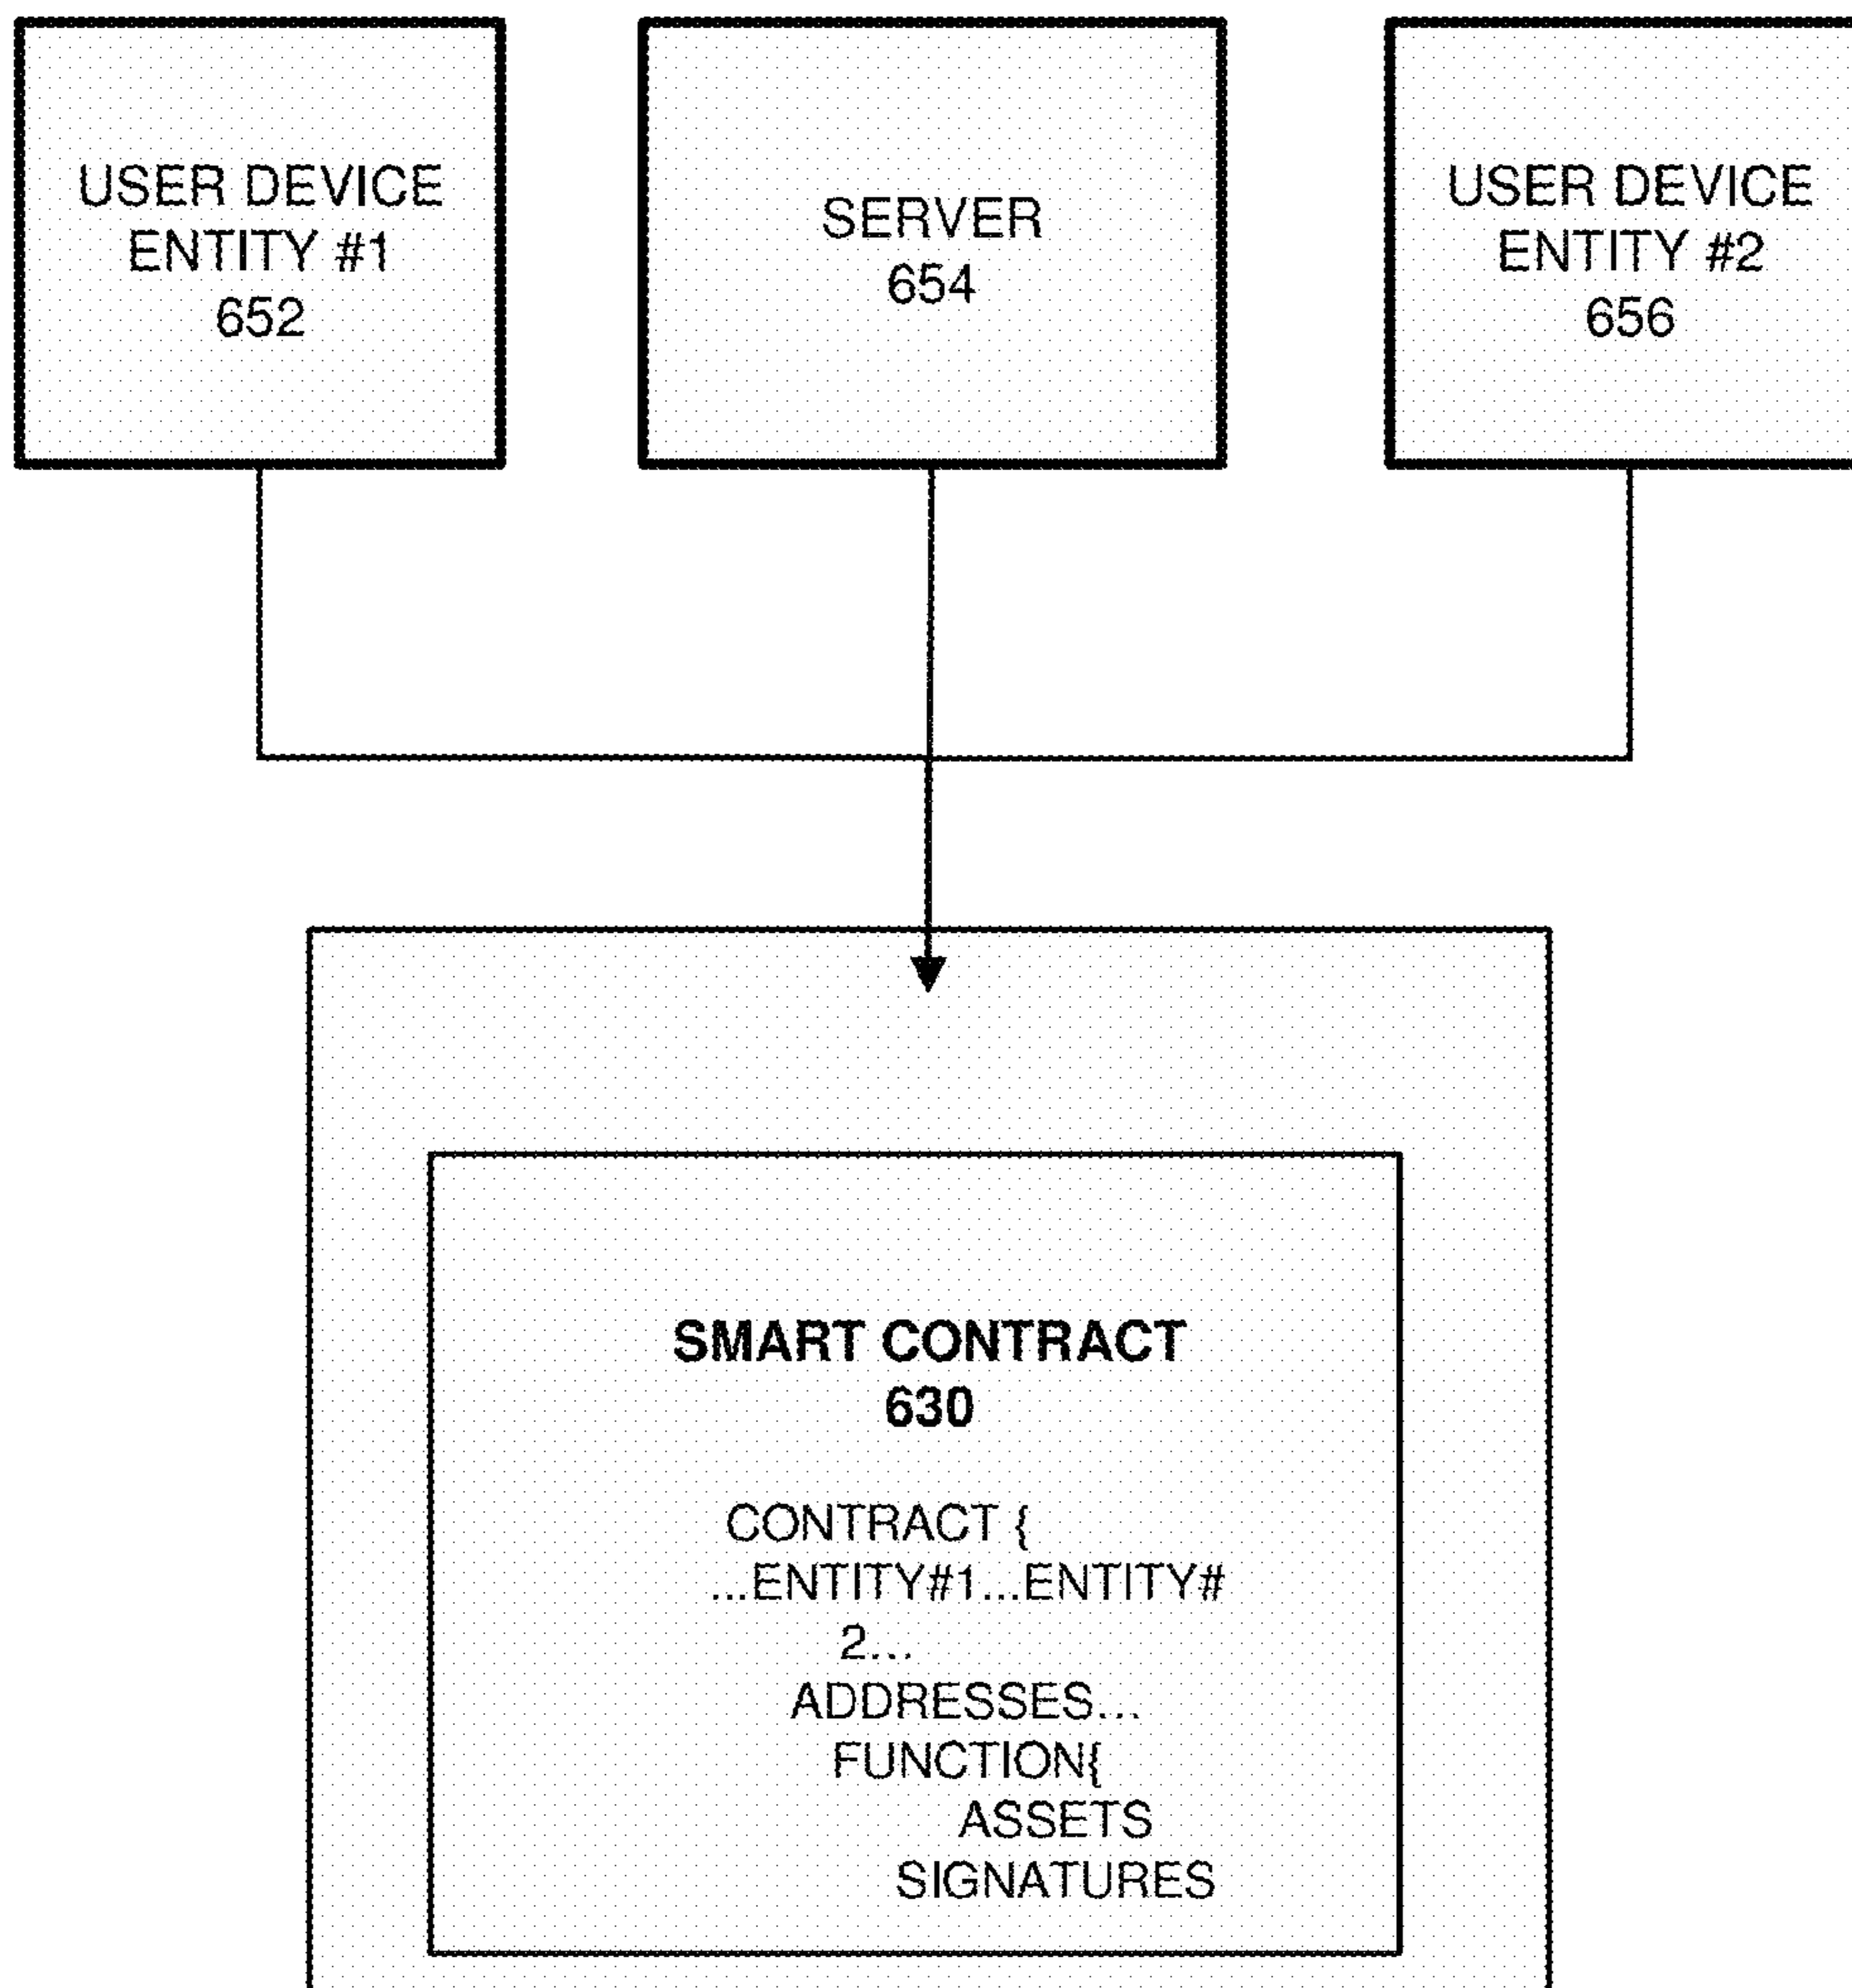 USER DEVICE
ENTITY #1
652
SERVER
654
USER DEVICE
ENTITY #2
656
SMART CONTRACT
630
CONTRACT {
...ENTITY#1...ENTITY#
2...
ADDRESSES...
FUNCTION{
ASSETS
SIGNATURES